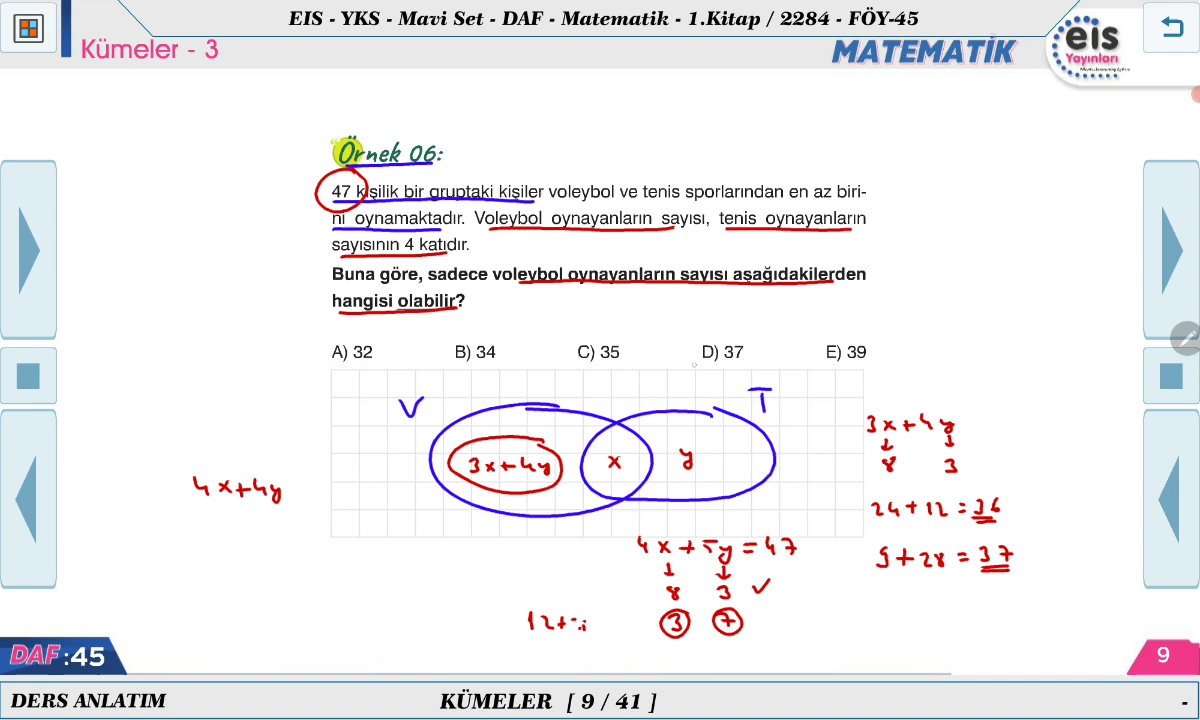 EIS - YKS - Mavi Set - DAF - Matematik - 1.Kitap / 2284 - FÖY-45
Kümeler - 3
MATEMATİK
eis
Yayınları
Örnek 06:
47 kişilik bir gruptaki kişiler voleybol ve tenis sporlarından en az biri-
ni oynamaktadır. Voleybol oynayanların sayısı, tenis oynayanların
sayısının 4 katıdır.
Buna göre, sadece voleybol oynayanların sayısı aşağıdakilerden
hangisi olabilir?
A) 32 B) 34 C) 35 D) 37 E) 39
V T
3x+4y x y
4x+4y
3x+4y
8 3
24+12=36
9+28=37
4x+5y=47
8 3
3 7
DAF:45
9
DERS ANLATIM
KÜMELER [ 9 / 41 ]
-